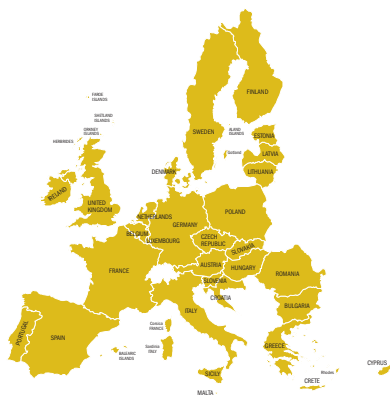 FINLAND
FAROE
ISLANDS
SHETLAND
ISLANDS
ORKNEY
ISLANDS
HEBRIDES
SWEDEN
ALAND
ISLANDS
ESTONIA
Gotland
LATVIA
LITHUANIA
DENMARK
IRELAND
UNITED
KINGDOM
NETHERLANDS
POLAND
GERMANY
BELGIUM
LUXEMBOURG
CZECH
REPUBLIC
SLOVAKIA
FRANCE
AUSTRIA
HUNGARY
ROMANIA
SLOVENIA
CROATIA
BULGARIA
ITALY
Corsica
FRANCE
PORTUGAL
SPAIN
Sardinia
ITALY
BALEARIC
ISLANDS
GREECE
CYPRUS
SICILY
Rhodes
CRETE
MALTA